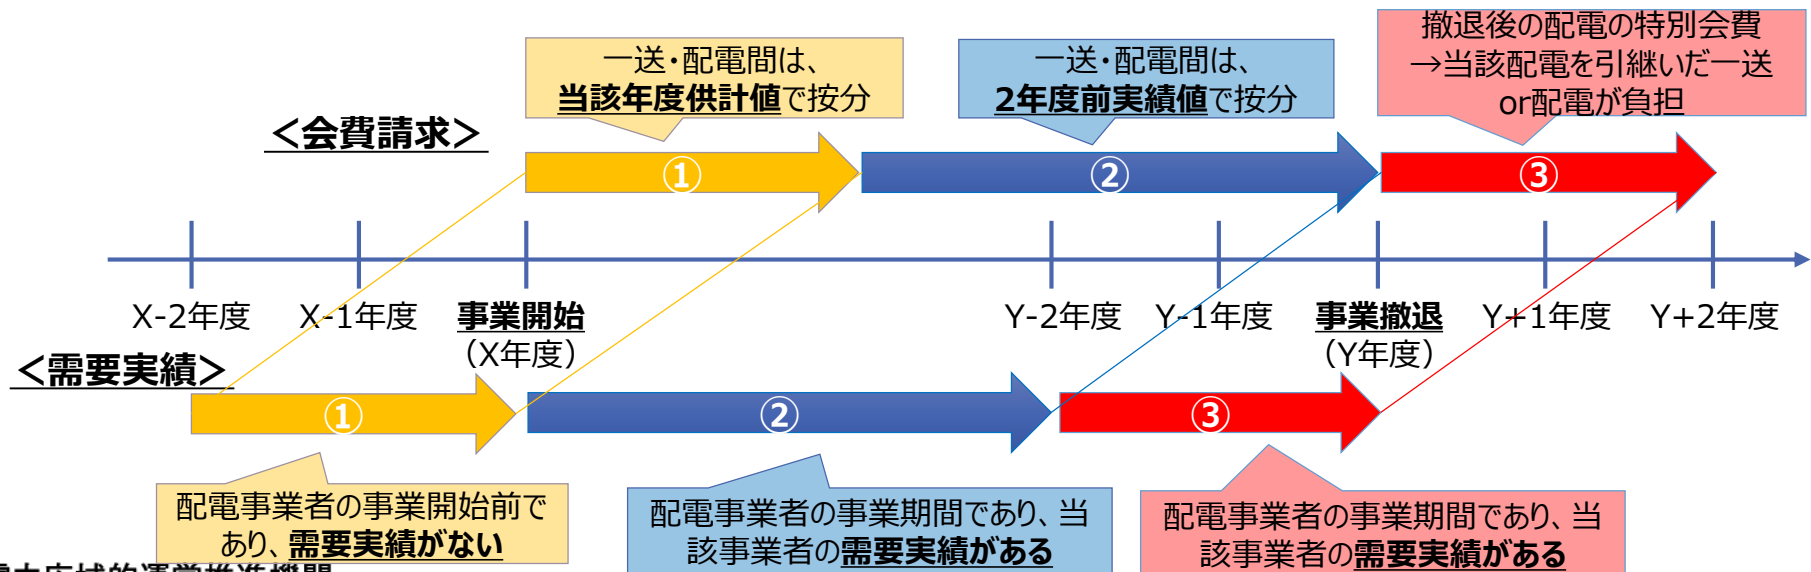 一送・配電間は、
当該年度供計値で按分
一送・配電間は、
2年度前実績値で按分
撤退後の配電の特別会費
→当該配電を引継いだ一送
or配電が負担
＜会費請求＞
①
②
③
X-2年度
X-1年度
事業開始
（X年度）
Y-2年度
Y-1年度
事業撤退
（Y年度）
Y+1年度
Y+2年度
＜需要実績＞
①
②
③
配電事業者の事業開始前で
あり、需要実績がない
配電事業者の事業期間であり、当
該事業者の需要実績がある
配電事業者の事業期間であり、当
該事業者の需要実績がある